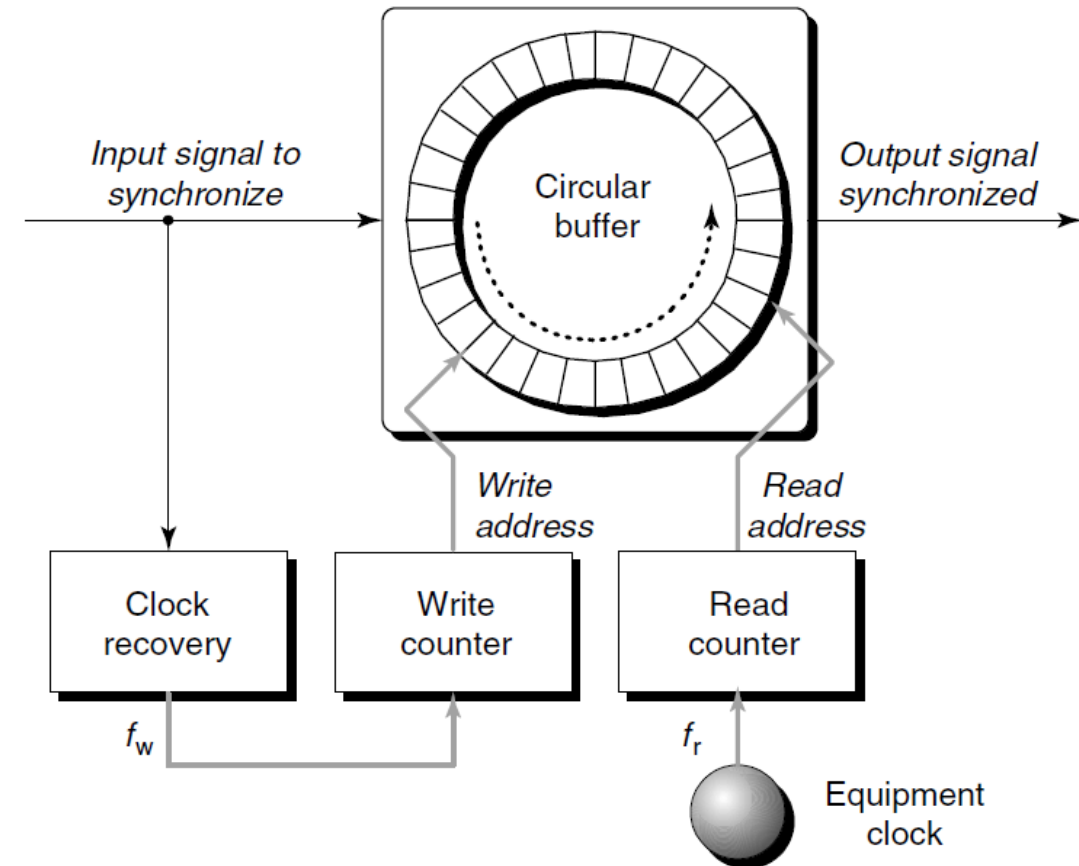 Input signal to
synchronize
Circular
buffer
Output signal
synchronized
Write
address
Read
address
Clock
recovery
Write
counter
Read
counter
fw
fr
Equipment
clock